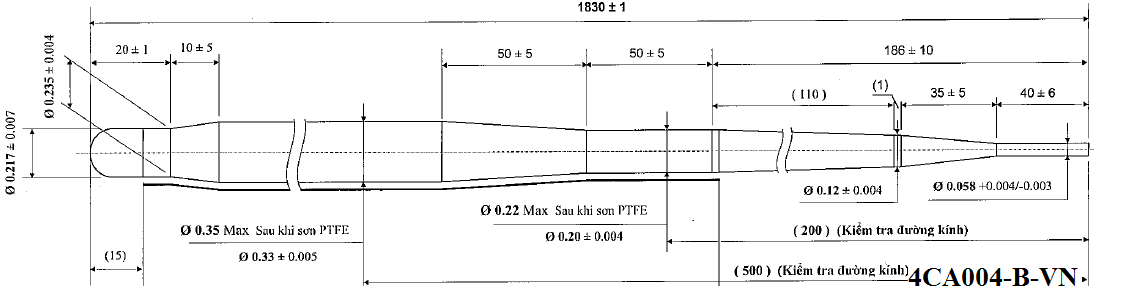 1830 ± 1
20 ± 1
10 ± 5
50 ± 5
50 ± 5
186 ± 10
Ø 0.235 ± 0.004
( 110 )
(1)
35 ± 5
40 ± 6
Ø 0.217 ± 0.007
Ø 0.12 ± 0.004
Ø 0.058 +0.004/-0.003
Ø 0.35 Max Sau khi sơn PTFE
Ø 0.33 ± 0.005
Ø 0.22 Max Sau khi sơn PTFE
Ø 0.20 ± 0.004
( 200 ) (Kiểm tra đường kính)
(15)
( 500 ) (Kiểm tra đường kính)
4CA004-B-VN